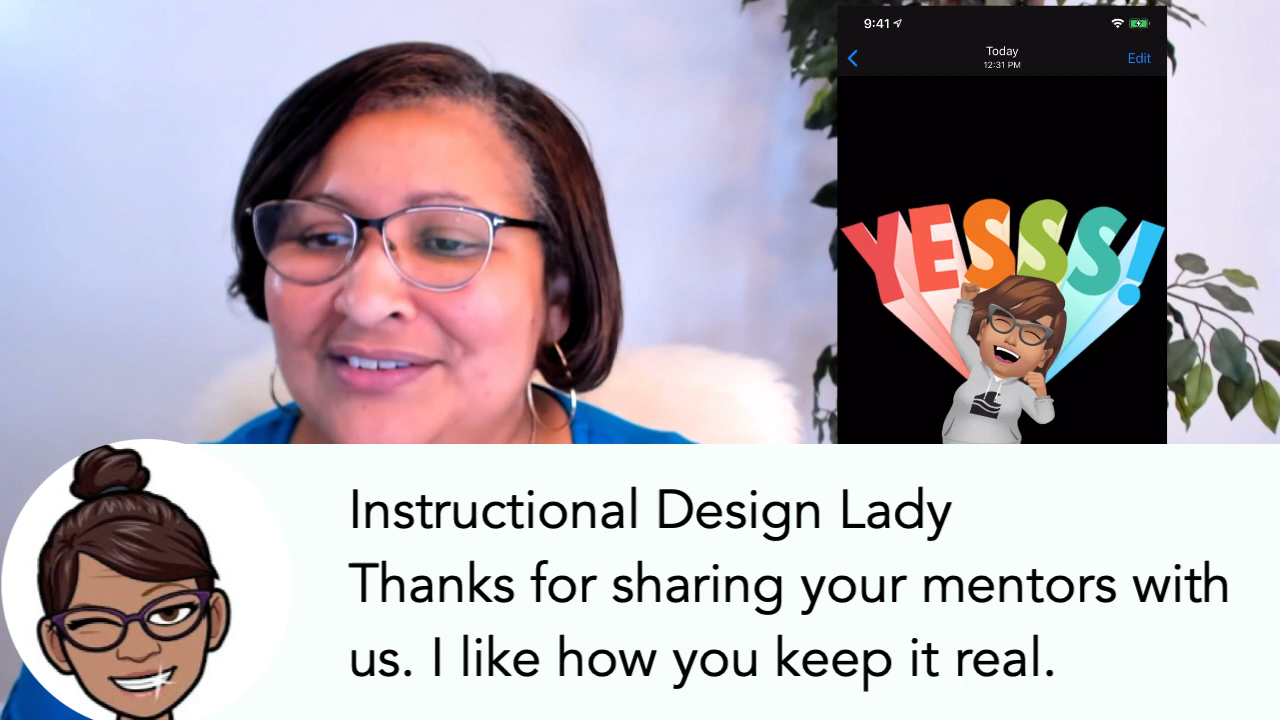 9:41
Today
12:31 PM
Edit
YESSS!
Instructional Design Lady
Thanks for sharing your mentors with
us. I like how you keep it real.